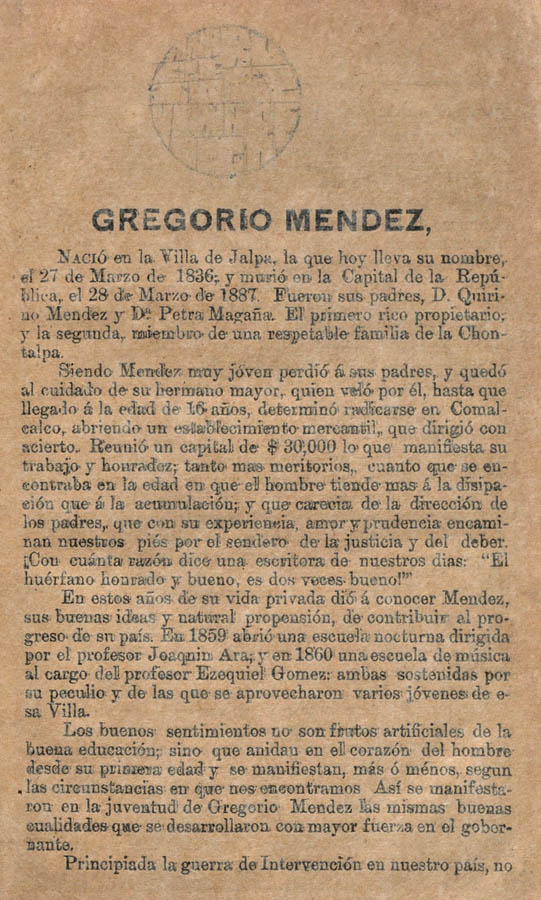 GREGORIO MENDEZ,
NACIÓ en la Villa de Jalpa, la que hoy lleva su nombre,
el 27 de Marzo de 1836, y murió en la Capital de la Repú-
blica, el 28 de Marzo de 1887. Fueron sus padres, D. Quiri-
no Mendez y Dª Petra Magaña. El primero rico propietario;
y la segunda, miembro de una respetable familia de la Chon-
talpa.
Siendo Mendez muy jóven perdió á sus padres, y quedó
al cuidado de su hermano mayor, quien veló por él, hasta que
llegado á la edad de 16 años, determinó radicarse en Comal-
calco, abriendo un establecimiento mercantil, que dirigió con
acierto. Reunió un capital de $ 30,000 lo que manifiesta su
trabajo y honradez; tanto mas meritorios, cuanto que se en-
contraba en la edad en que el hombre tiende mas á la disipa-
ción que á la acumulación; y que carecia de la dirección de
los padres, que con su experiencia, amor y prudencia encami-
nan nuestros piés por el sendero de la justicia y del deber.
¡Con cuánta razón dice una escritora de nuestros dias: "El
huérfano honrado y bueno, es dos veces bueno!"
En estos años de su vida privada dió á conocer Mendez,
sus buenas ideas y natural propensión, de contribuir al pro-
greso de su país. En 1859 abrió una escuela nocturna dirigida
por el profesor Joaquin Ara, y en 1860 una escuela de música
al cargo del profesor Ezequiel Gomez: ambas sostenidas por
su peculio y de las que se aprovecharon varios jóvenes de e-
sa Villa.
Los buenos sentimientos no son frutos artificiales de la
buena educación; sino que anidan en el corazón del hombre
desde su primera edad y se manifiestan, más ó ménos, segun
las circunstancias en que nos encontramos Así se manifesta-
ron en la juventud de Gregorio Mendez las mismas buenas
cualidades que se desarrollaron con mayor fuerza en el gober-
nante.
Principiada la guerra de Intervención en nuestro país, no